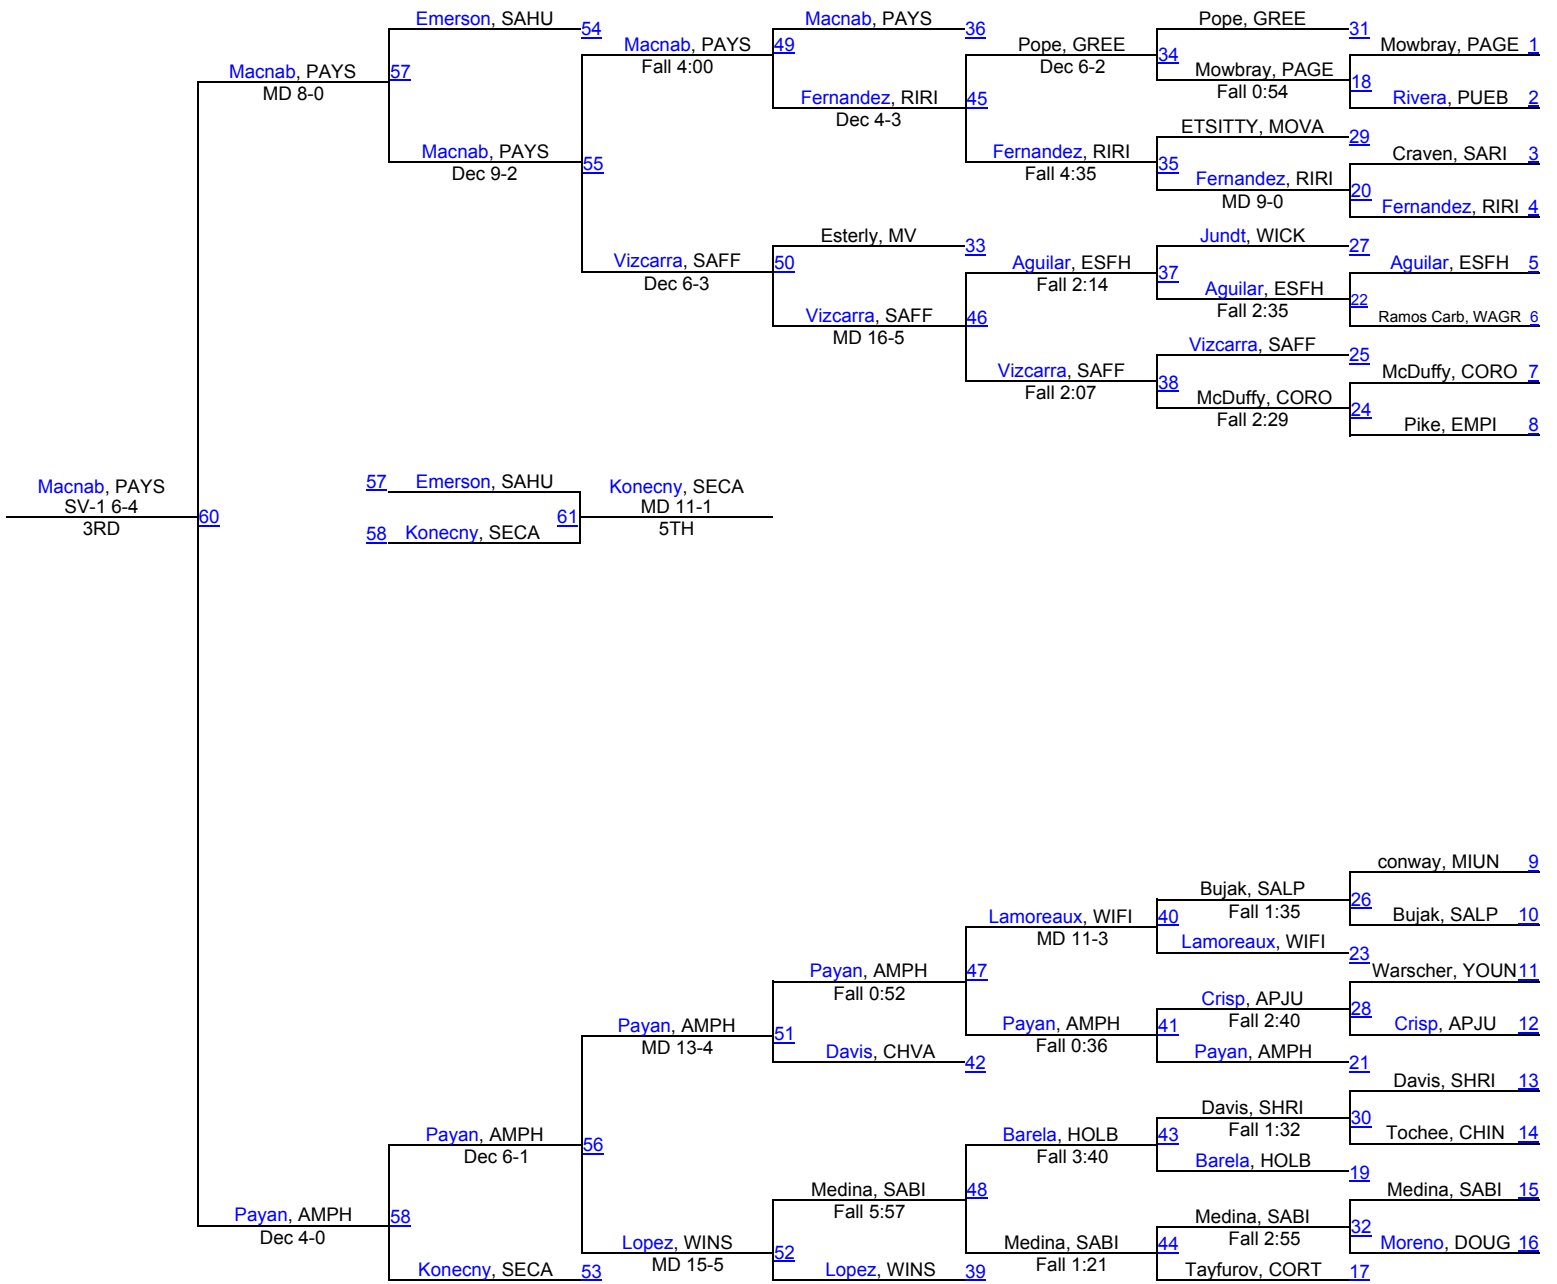 Emerson, SAHU 54
Macnab, PAYS 36
Pope, GREE 31
Macnab, PAYS 49
Fall 4:00
Pope, GREE 34
Dec 6-2
Mowbray, PAGE 1
Macnab, PAYS 57
MD 8-0
Mowbray, PAGE 18
Fall 0:54
Rivera, PUEB 2
Fernandez, RIRI 45
Dec 4-3
ETSITTY, MOVA 29
Macnab, PAYS 55
Dec 9-2
Fernandez, RIRI 35
Fall 4:35
Craven, SARI 3
Fernandez, RIRI 20
MD 9-0
Fernandez, RIRI 4
Esterly, MV 33
Jundt, WICK 27
Vizcarra, SAFF 50
Dec 6-3
Aguilar, ESFH 37
Fall 2:14
Aguilar, ESFH 5
Aguilar, ESFH 22
Fall 2:35
Ramos Carb, WAGR 6
Vizcarra, SAFF 46
MD 16-5
Vizcarra, SAFF 25
Vizcarra, SAFF 38
Fall 2:07
McDuffy, CORO 7
McDuffy, CORO 24
Fall 2:29
Pike, EMPI 8
Macnab, PAYS
SV-1 6-4 60
3RD
57 Emerson, SAHU
58 Konecny, SECA
61
Konecny, SECA
MD 11-1
5TH
conway, MIUN 9
Bujak, SALP 26
Fall 1:35
Bujak, SALP 10
Lamoreaux, WIFI 40
MD 11-3
Lamoreaux, WIFI 23
Payan, AMPH 47
Fall 0:52
Warscher, YOUN 11
Crisp, APJU 28
Fall 2:40
Crisp, APJU 12
Payan, AMPH 51
MD 13-4
Payan, AMPH 41
Fall 0:36
Davis, CHVA 42
Payan, AMPH 21
Davis, SHRI 13
Davis, SHRI 30
Fall 1:32
Tochee, CHIN 14
Payan, AMPH 56
Dec 6-1
Barela, HOLB 43
Fall 3:40
Barela, HOLB 19
Medina, SABI 48
Fall 5:57
Medina, SABI 15
Payan, AMPH 58
Dec 4-0
Medina, SABI 32
Fall 2:55
Moreno, DOUG 16
Lopez, WINS 52
MD 15-5
Medina, SABI 44
Fall 1:21
Konecny, SECA 53
Lopez, WINS 39
Tayfurov, CORT 17